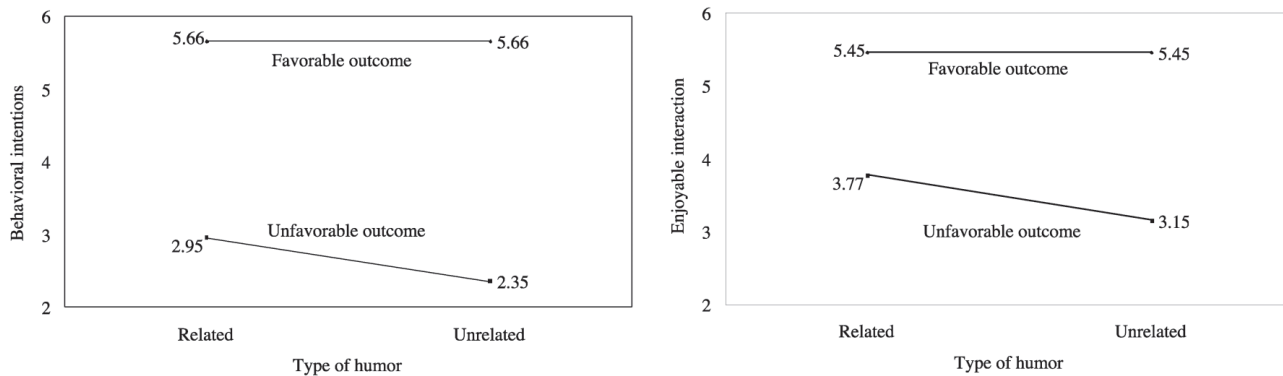 Behavioral intentions
6
5
4
3
2
5.66
5.66
Favorable outcome
Unfavorable outcome
2.95
2.35
Related
Unrelated
Type of humor
Enjoyable interaction
6
5
4
3
2
5.45
5.45
Favorable outcome
3.77
3.15
Unfavorable outcome
Related
Unrelated
Type of humor